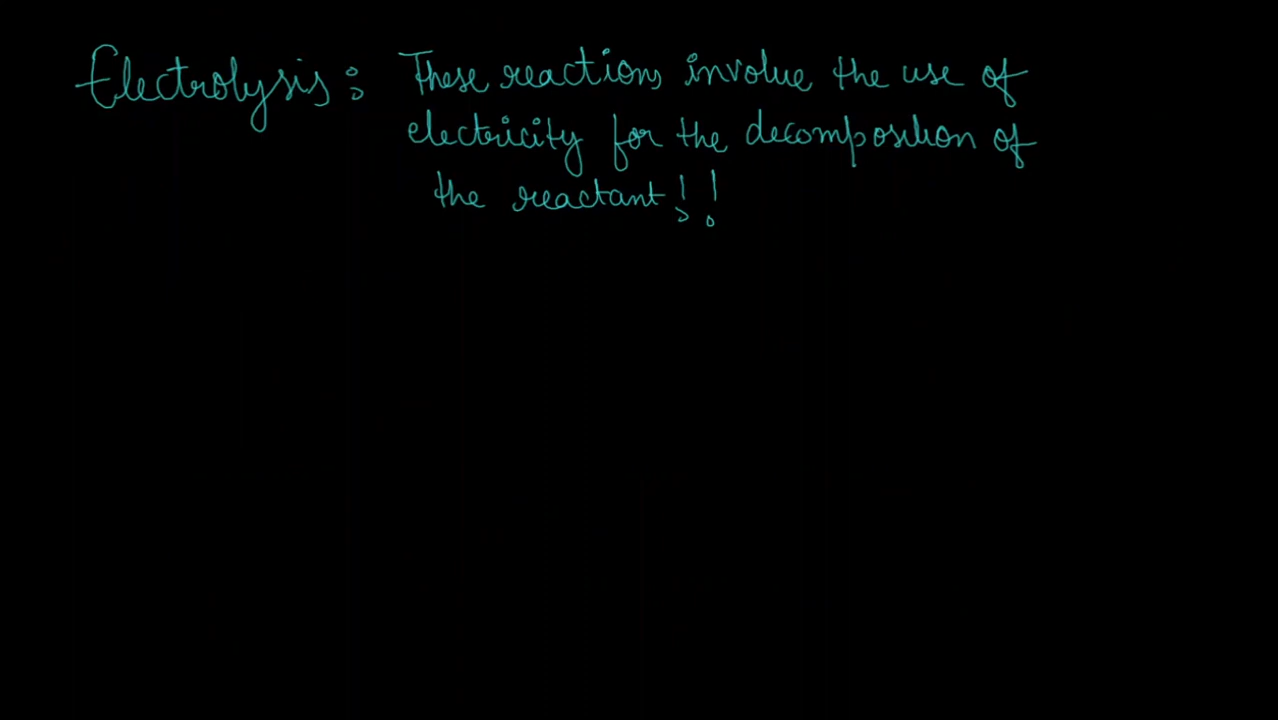 Electrolysis: These reactions involve the use of
electricity for the decomposition of
the reactant!!